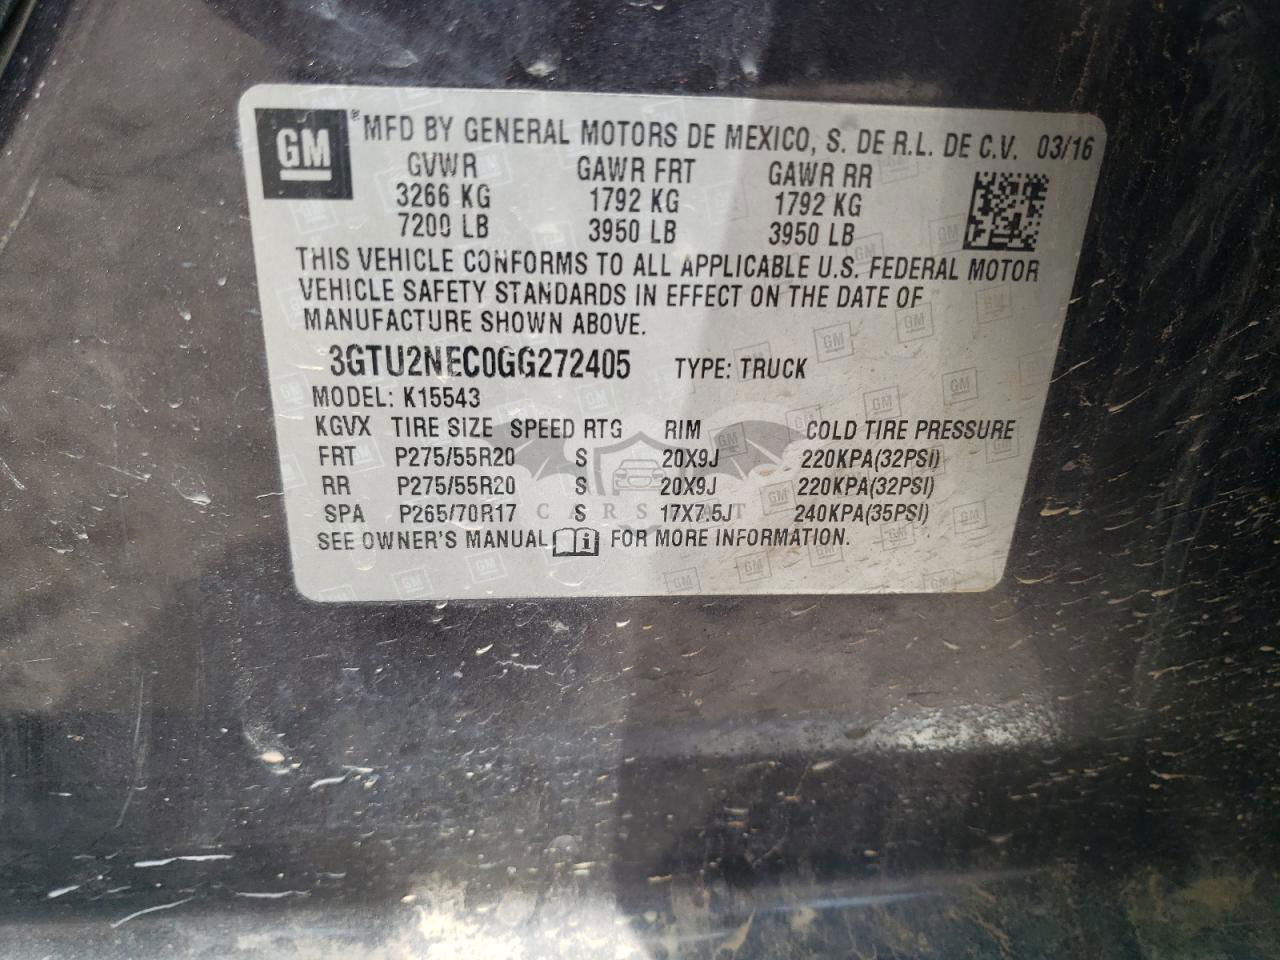 GM ® MFD BY GENERAL MOTORS DE MEXICO, S. DE R.L. DE C.V. 03/16
GVWR GAWR FRT GAWR RR
3266 KG 1792 KG 1792 KG
7200 LB 3950 LB 3950 LB
THIS VEHICLE CONFORMS TO ALL APPLICABLE U.S. FEDERAL MOTOR
VEHICLE SAFETY STANDARDS IN EFFECT ON THE DATE OF
MANUFACTURE SHOWN ABOVE.
3GTU2NEC0GG272405 TYPE: TRUCK
MODEL: K15543
KGVX TIRE SIZE SPEED RTG RIM COLD TIRE PRESSURE
FRT P275/55R20 S 20X9J 220KPA(32PSI)
RR P275/55R20 S 20X9J 220KPA(32PSI)
SPA P265/70R17 S 17X7.5J 240KPA(35PSI)
SEE OWNER'S MANUAL FOR MORE INFORMATION.